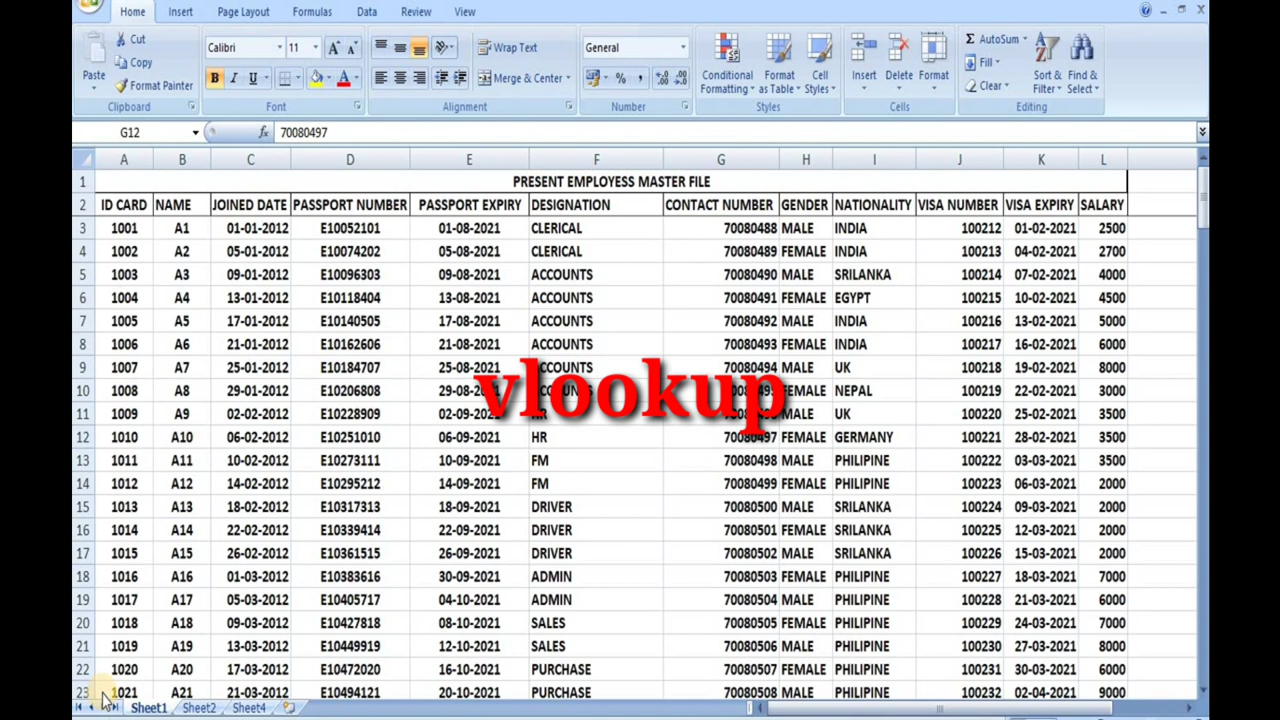 Home Insert Page Layout Formulas Data Review View
Cut Calibri 11 Wrap Text General AutoSum
Copy Fill
Paste Format Painter Merge & Center Conditional Formatting Format as Table Cell Styles Insert Delete Format Clear Sort & Filter Find & Select
Clipboard Font Alignment Number Styles Cells Editing
G12 fx 70080497
A B C D E F G H I J K L
1 PRESENT EMPLOYESS MASTER FILE
2 ID CARD NAME JOINED DATE PASSPORT NUMBER PASSPORT EXPIRY DESIGNATION CONTACT NUMBER GENDER NATIONALITY VISA NUMBER VISA EXPIRY SALARY
3 1001 A1 01-01-2012 E10052101 01-08-2021 CLERICAL 70080488 MALE INDIA 100212 01-02-2021 2500
4 1002 A2 05-01-2012 E10074202 05-08-2021 CLERICAL 70080489 FEMALE INDIA 100213 04-02-2021 2700
5 1003 A3 09-01-2012 E10096303 09-08-2021 ACCOUNTS 70080490 MALE SRILANKA 100214 07-02-2021 4000
6 1004 A4 13-01-2012 E10118404 13-08-2021 ACCOUNTS 70080491 FEMALE EGYPT 100215 10-02-2021 4500
7 1005 A5 17-01-2012 E10140505 17-08-2021 ACCOUNTS 70080492 MALE INDIA 100216 13-02-2021 5000
8 1006 A6 21-01-2012 E10162606 21-08-2021 ACCOUNTS 70080493 FEMALE INDIA 100217 16-02-2021 6000
9 1007 A7 25-01-2012 E10184707 25-08-2021 ACCOUNTS 70080494 MALE UK 100218 19-02-2021 8000
10 1008 A8 29-01-2012 E10206808 29-08-2021 FEMALE NEPAL 100219 22-02-2021 3000
vlookup
11 1009 A9 02-02-2012 E10228909 02-09-2021 HR MALE UK 100220 25-02-2021 3500
12 1010 A10 06-02-2012 E10251010 06-09-2021 HR 70080497 FEMALE GERMANY 100221 28-02-2021 3500
13 1011 A11 10-02-2012 E10273111 10-09-2021 FM 70080498 MALE PHILIPINE 100222 03-03-2021 3500
14 1012 A12 14-02-2012 E10295212 14-09-2021 FM 70080499 FEMALE PHILIPINE 100223 06-03-2021 2000
15 1013 A13 18-02-2012 E10317313 18-09-2021 DRIVER 70080500 MALE SRILANKA 100224 09-03-2021 2000
16 1014 A14 22-02-2012 E10339414 22-09-2021 DRIVER 70080501 FEMALE SRILANKA 100225 12-03-2021 2000
17 1015 A15 26-02-2012 E10361515 26-09-2021 DRIVER 70080502 MALE SRILANKA 100226 15-03-2021 2000
18 1016 A16 01-03-2012 E10383616 30-09-2021 ADMIN 70080503 FEMALE PHILIPINE 100227 18-03-2021 7000
19 1017 A17 05-03-2012 E10405717 04-10-2021 ADMIN 70080504 MALE PHILIPINE 100228 21-03-2021 6000
20 1018 A18 09-03-2012 E10427818 08-10-2021 SALES 70080505 FEMALE PHILIPINE 100229 24-03-2021 7000
21 1019 A19 13-03-2012 E10449919 12-10-2021 SALES 70080506 MALE PHILIPINE 100230 27-03-2021 8000
22 1020 A20 17-03-2012 E10472020 16-10-2021 PURCHASE 70080507 FEMALE PHILIPINE 100231 30-03-2021 6000
23 1021 A21 21-03-2012 E10494121 20-10-2021 PURCHASE 70080508 MALE PHILIPINE 100232 02-04-2021 9000
Sheet1 Sheet2 Sheet4